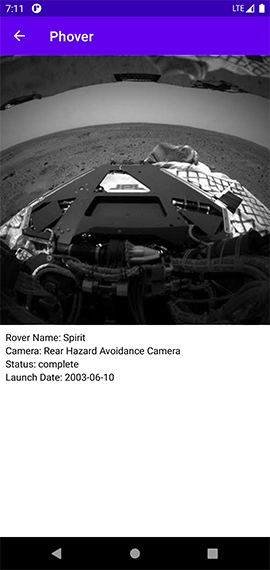 7:11
LTE
Phover
JPL
Rover Name: Spirit
Camera: Rear Hazard Avoidance Camera
Status: complete
Launch Date: 2003-06-10